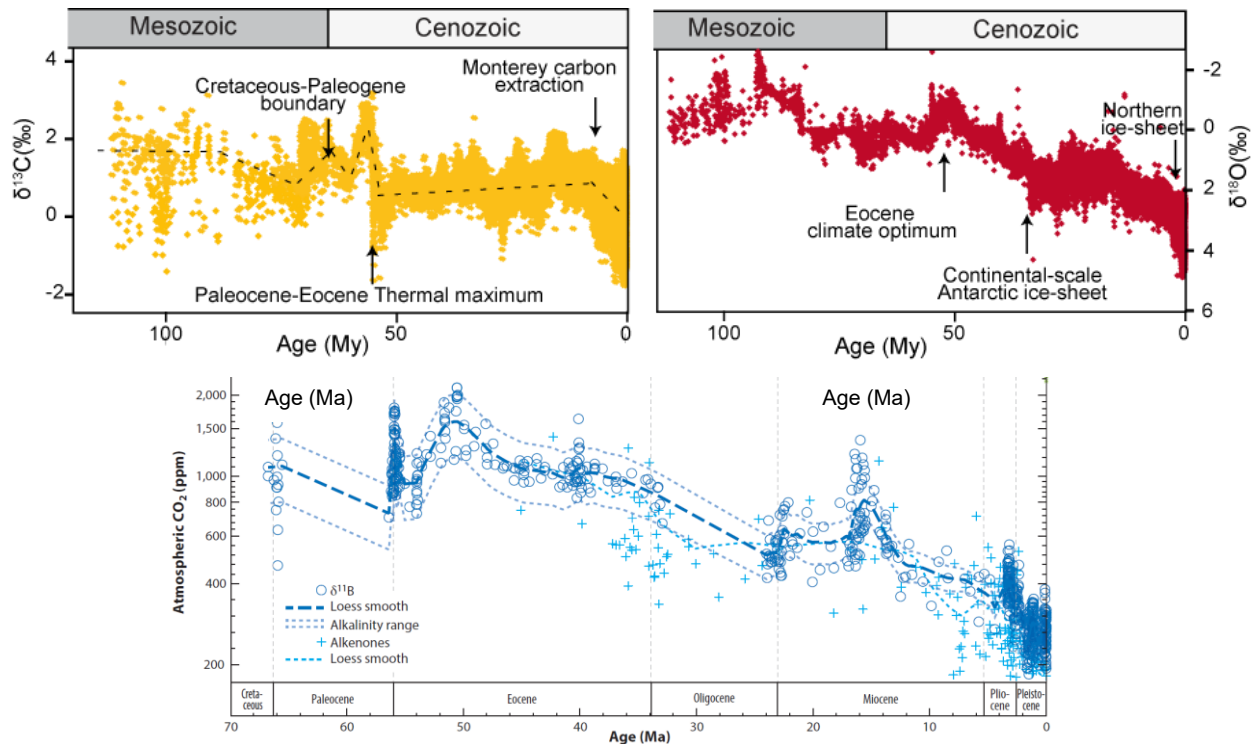 Mesozoic
Cenozoic
4
2
0
-2
δ13C(‰)
Cretaceous-Paleogene
boundary
Monterey carbon
extraction
Paleocene-Eocene Thermal maximum
100
50
0
Age (My)
Mesozoic
Cenozoic
-2
0
2
4
6
δ18O(‰)
Northern
ice-sheet
Eocene
climate optimum
Continental-scale
Antarctic ice-sheet
100
50
0
Age (My)
Age (Ma)
Age (Ma)
2,000
1,500
1,000
800
600
400
200
Atmospheric CO2 (ppm)
δ11B
Loess smooth
Alkalinity range
Alkenones
Loess smooth
Creta-
ceous
Paleocene
Eocene
Oligocene
Miocene
Plio-
cene
Pleisto-
cene
70
60
50
40
30
20
10
0
Age (Ma)